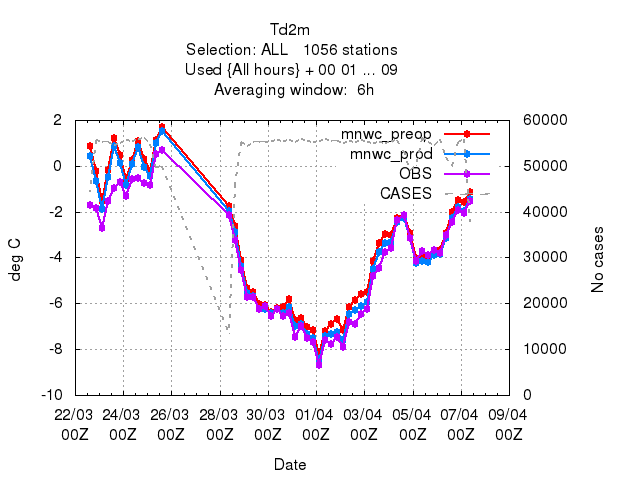 Td2m
Selection: ALL   1056 stations
Used {All hours} + 00 01 ... 09
Averaging window:  6h
2
0
-2
-4
-6
-8
-10
deg C
60000
50000
40000
30000
20000
10000
0
No cases
mnwc_preop
mnwc_prod
OBS
CASES
22/03 24/03 26/03 28/03 30/03 01/04 03/04 05/04 07/04 09/04
00Z 00Z 00Z 00Z 00Z 00Z 00Z 00Z 00Z 00Z
Date